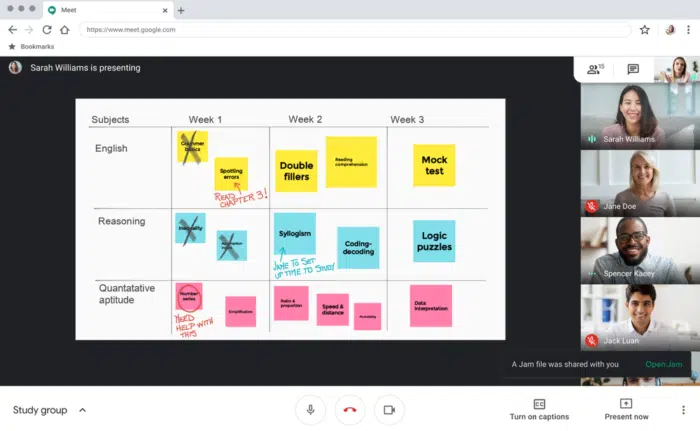 Meet
https://www.meet.google.com
Bookmarks
Sarah Williams is presenting
15
Subjects Week 1 Week 2 Week 3
English
Grammar
basics
Spotting
errors
READ
CHAPTER 3!
Double
fillers
Reading
comprehension
Mock
test
Reasoning
Inequality
Syllogism
JANE TO SET
UP TIME TO STUDY
Coding-
decoding
Logic
puzzles
Quantatative
aptitude
Number
series
NEED
HELP WITH
THIS
Simplification
Ratio &
proportion
Speed &
distance
Data
interpretation
Sarah Williams
Jane Doe
Spencer Kacey
Jack Luan
A Jam file was shared with you Open Jam
Study group
CC
Turn on captions
Present now